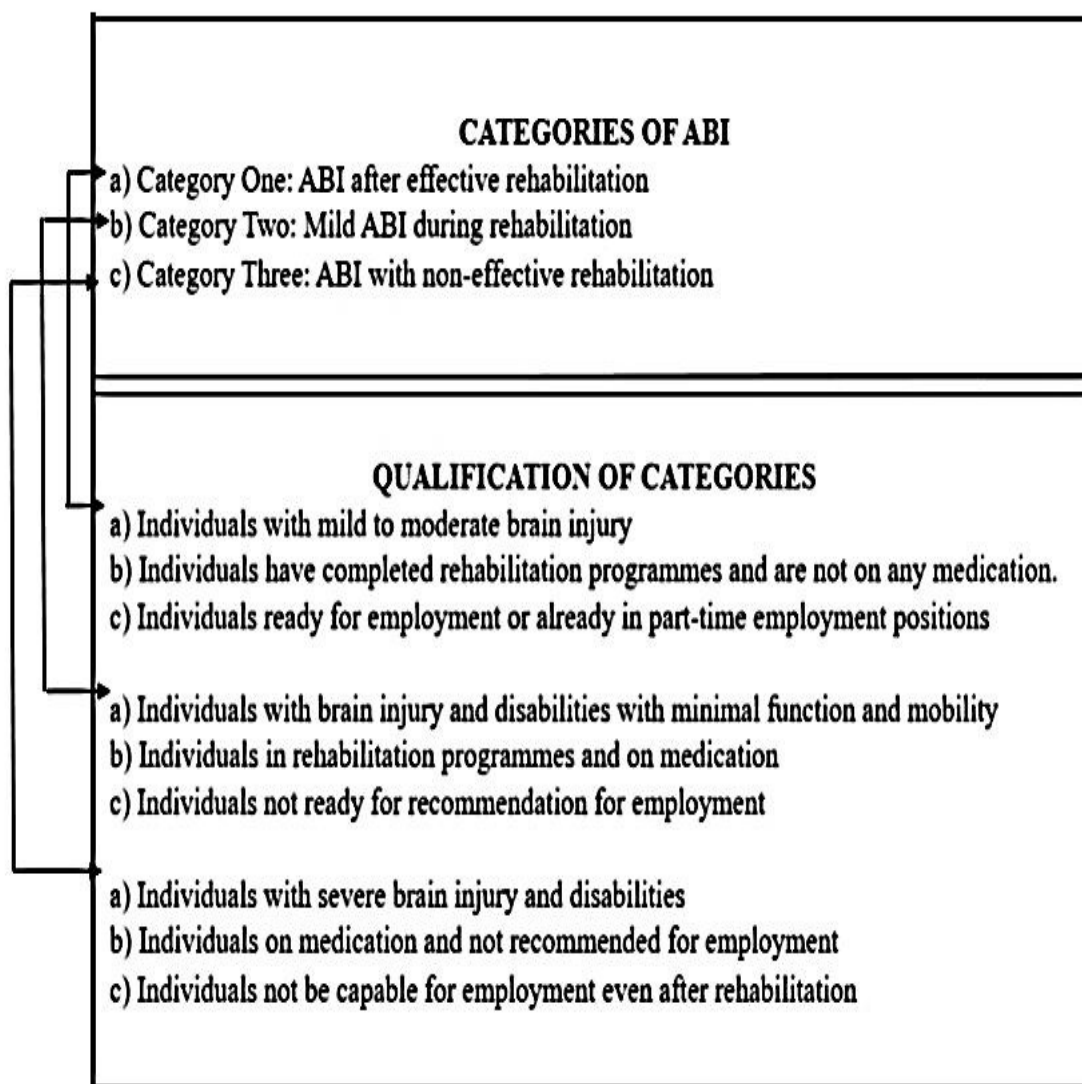 CATEGORIES OF ABI
a) Category One: ABI after effective rehabilitation
b) Category Two: Mild ABI during rehabilitation
c) Category Three: ABI with non-effective rehabilitation
QUALIFICATION OF CATEGORIES
a) Individuals with mild to moderate brain injury
b) Individuals have completed rehabilitation programmes and are not on any medication.
c) Individuals ready for employment or already in part-time employment positions
a) Individuals with brain injury and disabilities with minimal function and mobility
b) Individuals in rehabilitation programmes and on medication
c) Individuals not ready for recommendation for employment
a) Individuals with severe brain injury and disabilities
b) Individuals on medication and not recommended for employment
c) Individuals not be capable for employment even after rehabilitation